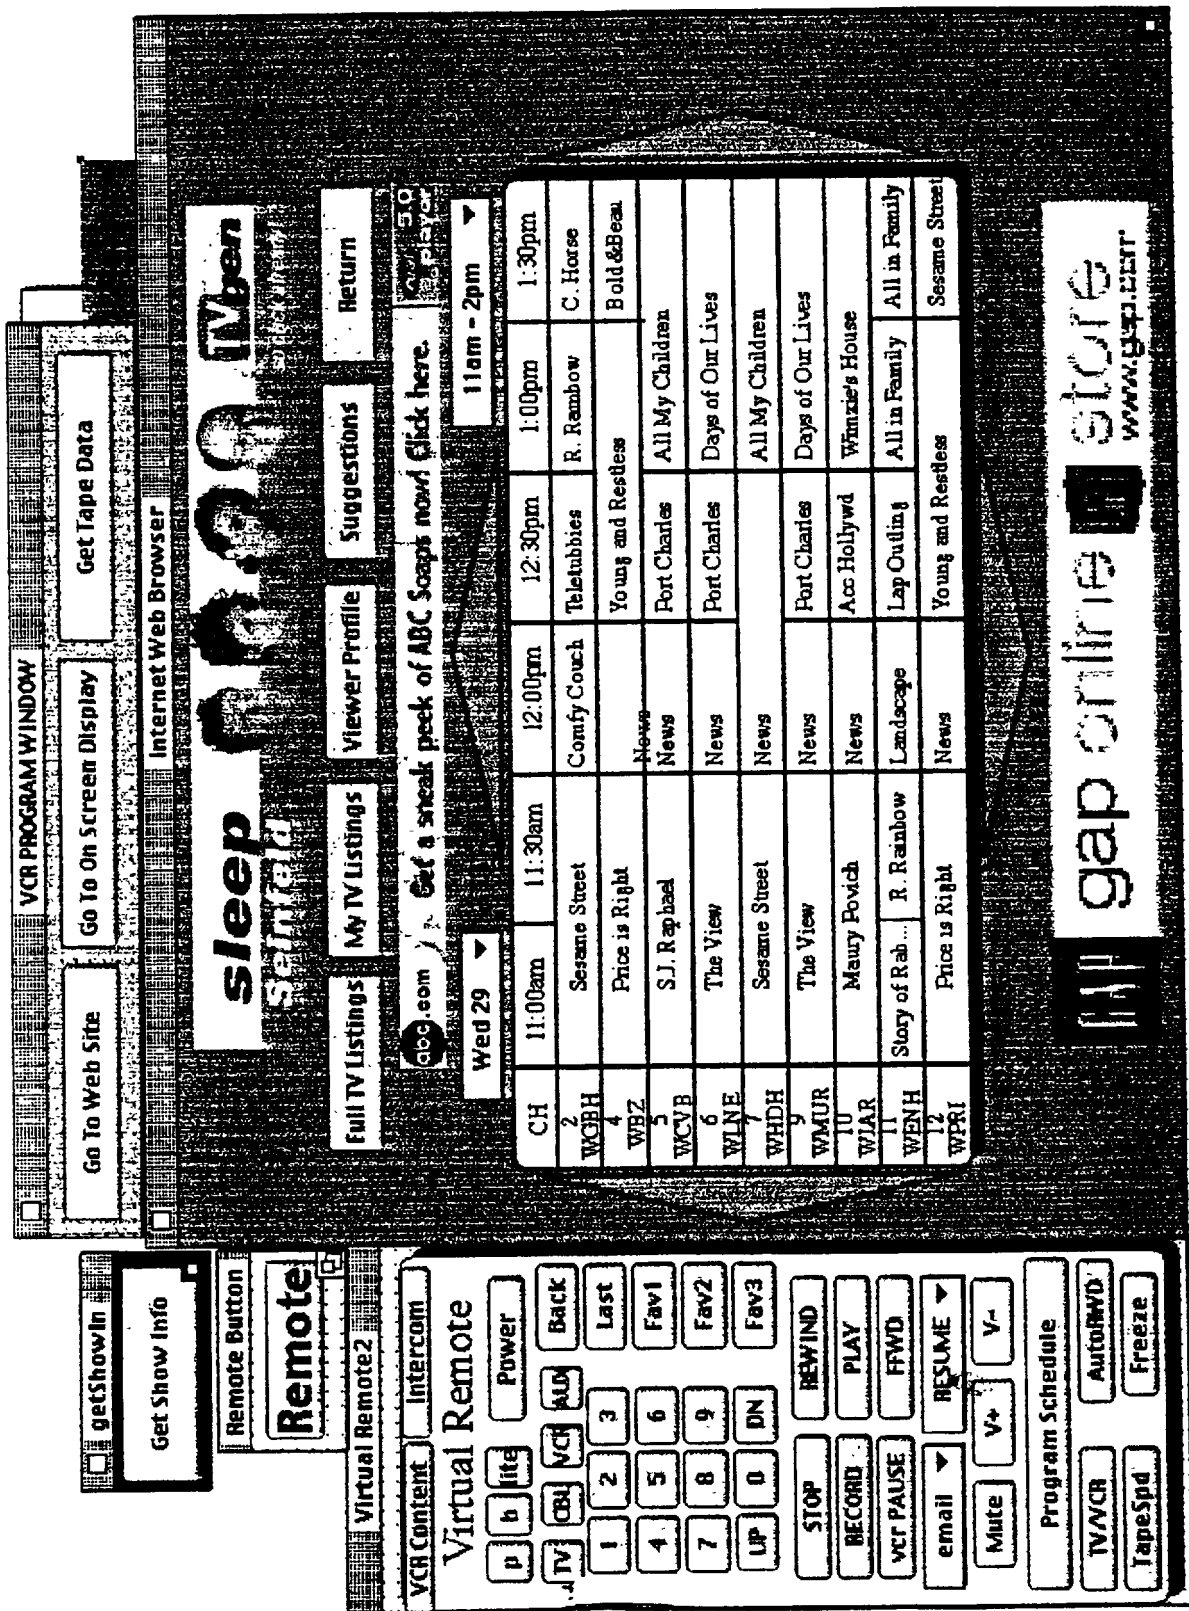 VCR PROGRAM WINDOW
Go To Web Site
Go To On Screen Display
Get Tape Data
Internet Web Browser
sleep
seinfeld
TV
Full TV Listings
My TV Listings
Viewer Profile
Suggestions
Return
abc.com
Get a sneak peek of ABC Soaps now! Click here.
Wed 29
11am - 2pm
CH 11:00am 11:30am 12:00pm 12:30pm 1:00pm 1:30pm
2 WGBH Sesame Street Comfy Couch Teletubbies R. Rambow C. Horse
4 WBZ Price is Right News Young and Restless Bold &Beau
5 WCVB S.J. Raphael News Port Charles All My Children
6 WLNE The View News Port Charles Days of Our Lives
7 WHDH Sesame Street News All My Children
9 WMUR The View News Port Charles Days of Our Lives
10 WJAR Maury Povich News Acc Hollywd Winnzie's House
11 WENH Story of Rab... R. Rainbow Landscape Lap Quilting All in Family All in Family
12 WPRI Price is Right News Young and Restless Sesame Street
gap online store
www.gap.com
getShowIn
Get Show Info
Remote Button
Remote
Virtual Remote2
VCR Content
Intercom
Virtual Remote
p b lite Power
TV CBL VCR AUX Back
1 2 3 Last
4 5 6 Fav1
7 8 9 Fav2
UP 0 DN Fav3
STOP REWIND
RECORD PLAY
vcr PAUSE FFWD
email RESUME
Mute V+ V-
Program Schedule
TV/VCR AutoRWD
TapeSpd Freeze